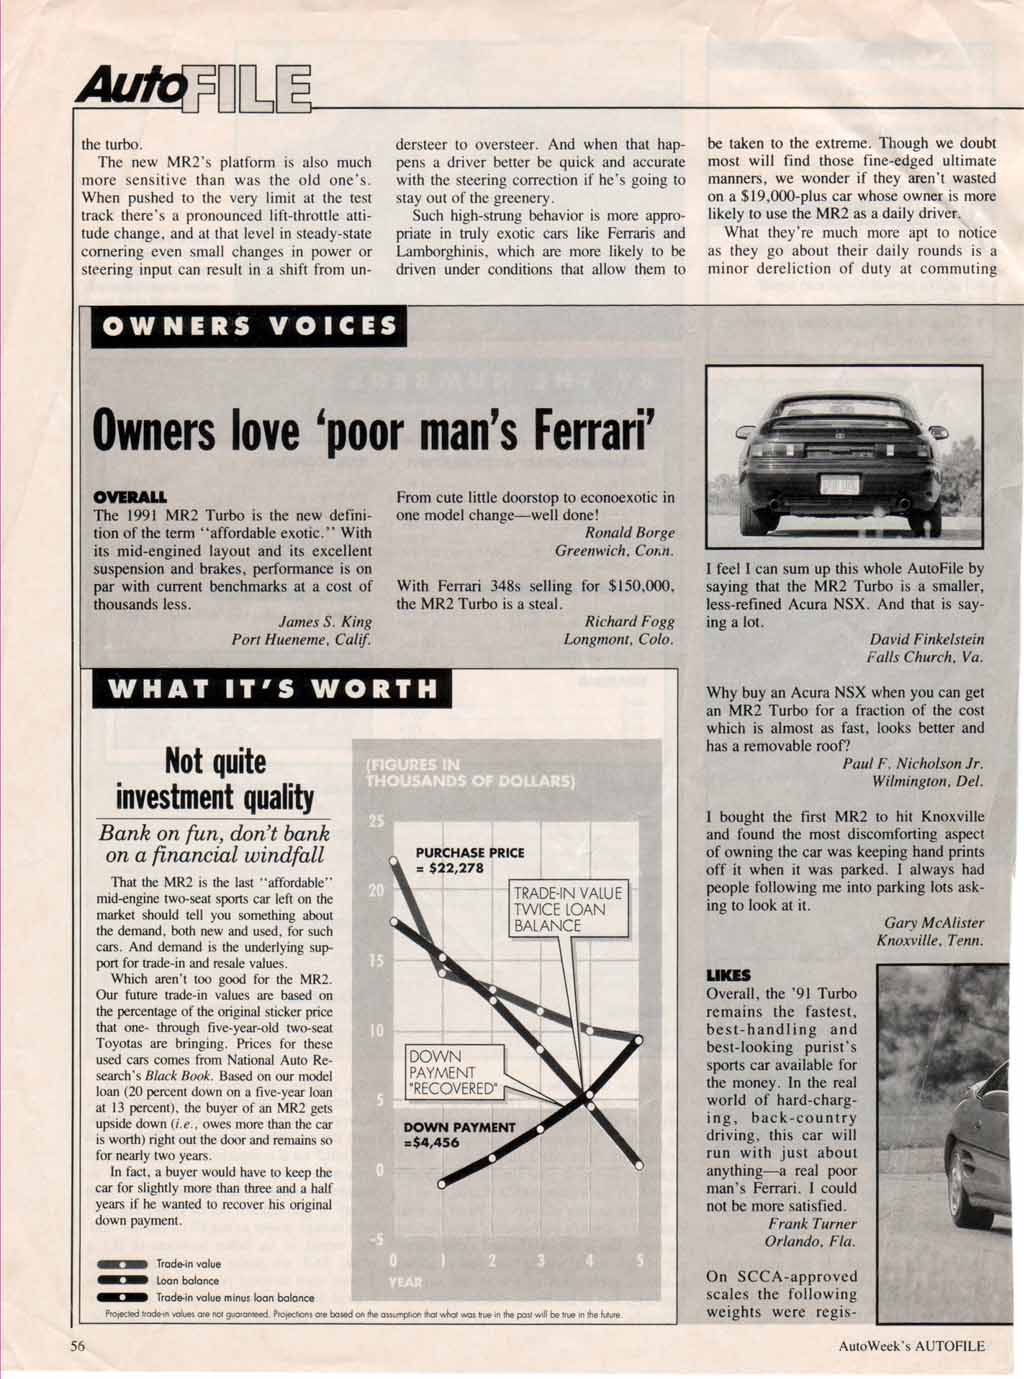 AutoFILE
the turbo.
The new MR2's platform is also much
more sensitive than was the old one's.
When pushed to the very limit at the test
track there's a pronounced lift-throttle atti-
tude change, and at that level in steady-state
cornering even small changes in power or
steering input can result in a shift from un-
dersteer to oversteer. And when that hap-
pens a driver better be quick and accurate
with the steering correction if he's going to
stay out of the greenery.
Such high-strung behavior is more appro-
priate in truly exotic cars like Ferraris and
Lamborghinis, which are more likely to be
driven under conditions that allow them to
be taken to the extreme. Though we doubt
most will find those fine-edged ultimate
manners, we wonder if they aren't wasted
on a $19,000-plus car whose owner is more
likely to use the MR2 as a daily driver.
What they're much more apt to notice
as they go about their daily rounds is a
minor dereliction of duty at commuting
OWNERS VOICES
Owners love 'poor man's Ferrari'
OVERALL
The 1991 MR2 Turbo is the new defini-
tion of the term "affordable exotic." With
its mid-engined layout and its excellent
suspension and brakes, performance is on
par with current benchmarks at a cost of
thousands less.
James S. King
Port Hueneme, Calif.
From cute little doorstop to econoexotic in
one model change—well done!
Ronald Borge
Greenwich, Conn.
With Ferrari 348s selling for $150,000,
the MR2 Turbo is a steal.
Richard Fogg
Longmont, Colo.
I feel I can sum up this whole AutoFile by
saying that the MR2 Turbo is a smaller,
less-refined Acura NSX. And that is say-
ing a lot.
David Finkelstein
Falls Church, Va.
Why buy an Acura NSX when you can get
an MR2 Turbo for a fraction of the cost
which is almost as fast, looks better and
has a removable roof?
Paul F. Nicholson Jr.
Wilmington, Del.
I bought the first MR2 to hit Knoxville
and found the most discomforting aspect
of owning the car was keeping hand prints
off it when it was parked. I always had
people following me into parking lots ask-
ing to look at it.
Gary McAlister
Knoxville, Tenn.
LIKES
Overall, the '91 Turbo
remains the fastest,
best-handling and
best-looking purist's
sports car available for
the money. In the real
world of hard-charg-
ing, back-country
driving, this car will
run with just about
anything—a real poor
man's Ferrari. I could
not be more satisfied.
Frank Turner
Orlando, Fla.
On SCCA-approved
scales the following
weights were regis-
WHAT IT'S WORTH
Not quite
investment quality
Bank on fun, don't bank
on a financial windfall
That the MR2 is the last "affordable"
mid-engine two-seat sports car left on the
market should tell you something about
the demand, both new and used, for such
cars. And demand is the underlying sup-
port for trade-in and resale values.
Which aren't too good for the MR2.
Our future trade-in values are based on
the percentage of the original sticker price
that one- through five-year-old two-seat
Toyotas are bringing. Prices for these
used cars comes from National Auto Re-
search's Black Book. Based on our model
loan (20 percent down on a five-year loan
at 13 percent), the buyer of an MR2 gets
upside down (i.e., owes more than the car
is worth) right out the door and remains so
for nearly two years.
In fact, a buyer would have to keep the
car for slightly more than three and a half
years if he wanted to recover his original
down payment.
Trade-in value
Loan balance
Trade-in value minus loan balance
(FIGURES IN
THOUSANDS OF DOLLARS)
25
PURCHASE PRICE
= $22,278
20
TRADE-IN VALUE
TWICE LOAN
BALANCE
15
10
DOWN
PAYMENT
"RECOVERED"
5
DOWN PAYMENT
=$4,456
0
-5
0 1 2 3 4 5
YEAR
Projected trade-in values are not guaranteed. Projections are based on the assumption that what was true in the past will be true in the future.
56
AutoWeek's AUTOFILE